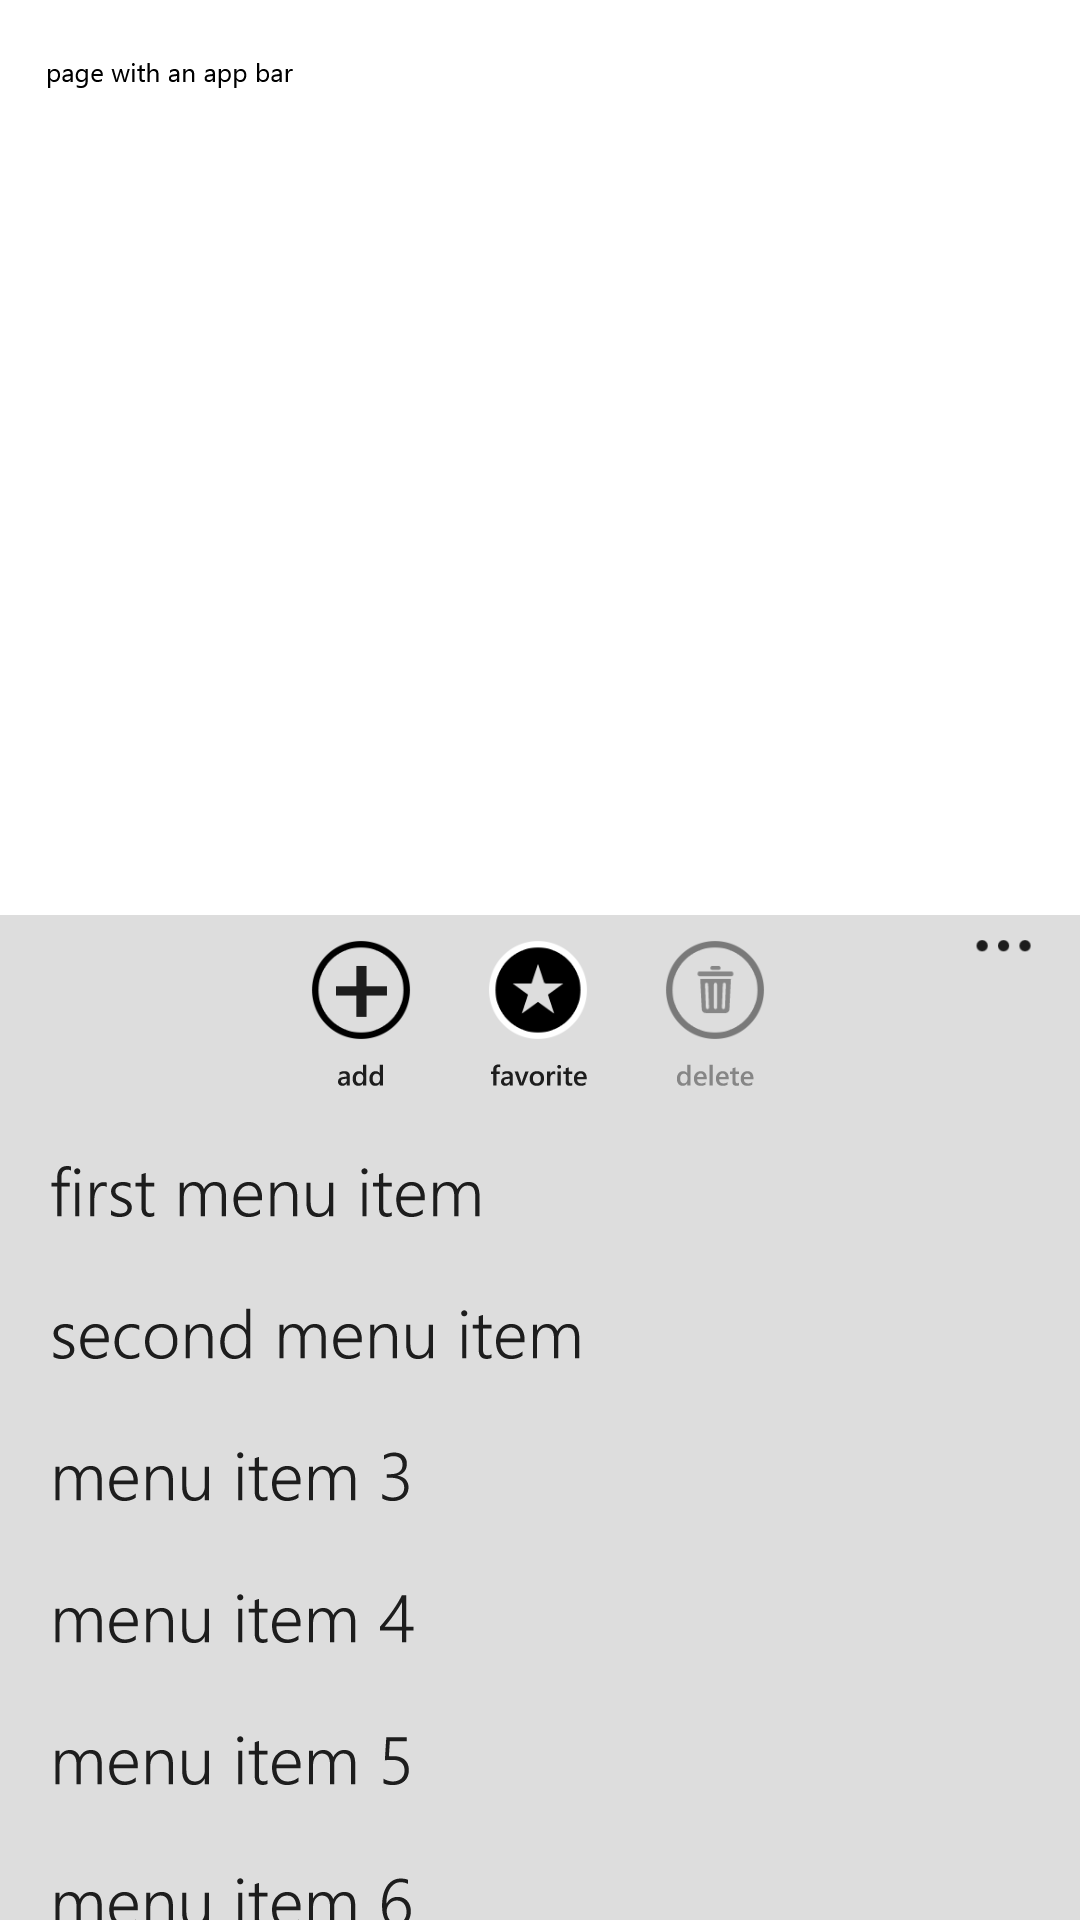 page with an app bar
add favorite delete
first menu item
second menu item
menu item 3
menu item 4
menu item 5
menu item 6